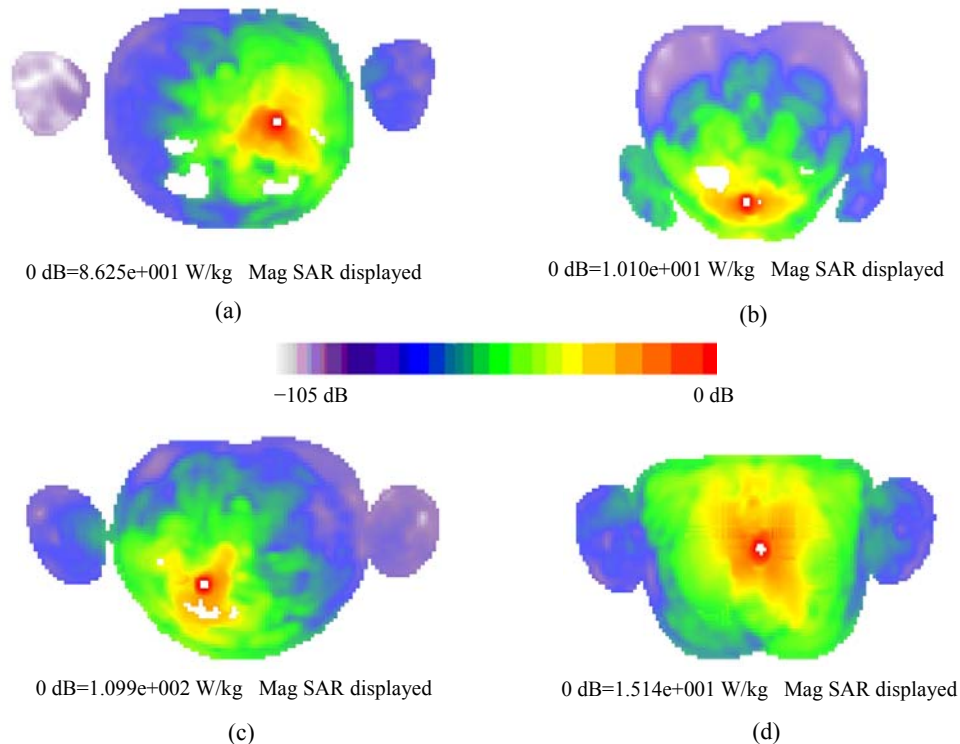 0 dB=8.625e+001 W/kg Mag SAR displayed
(a)
0 dB=1.010e+001 W/kg Mag SAR displayed
(b)
−105 dB
0 dB
0 dB=1.099e+002 W/kg Mag SAR displayed
(c)
0 dB=1.514e+001 W/kg Mag SAR displayed
(d)